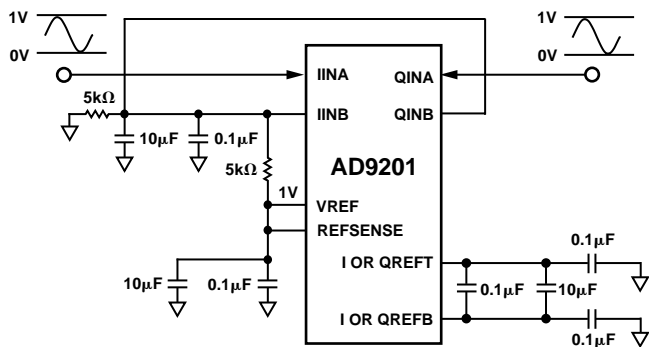 1V
0V
1V
0V
IINA
QINA
5kΩ
IINB
QINB
10µF
0.1µF
5kΩ
AD9201
1V
VREF
REFSENSE
10µF
0.1µF
I OR QREFT
0.1µF
0.1µF
10µF
I OR QREFB
0.1µF